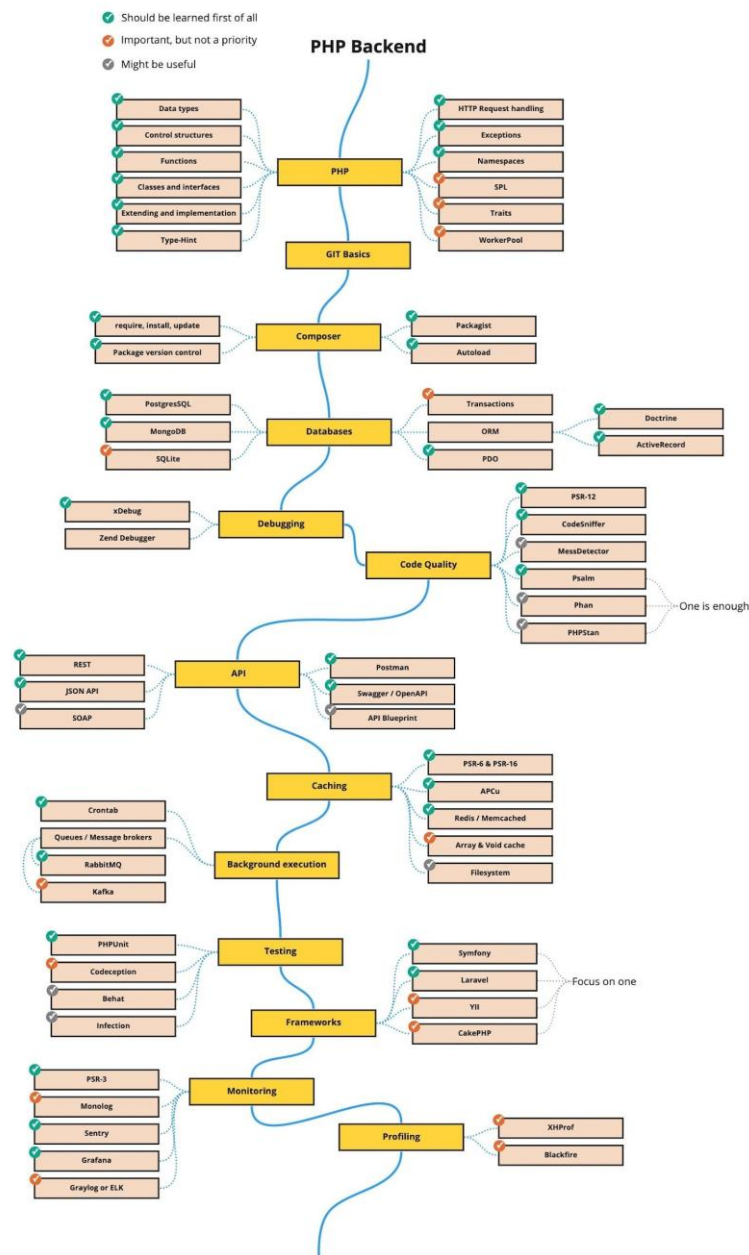 Should be learned first of all
Important, but not a priority
Might be useful
PHP Backend
Data types
Control structures
Functions
Classes and interfaces
Extending and implementation
Type-Hint
PHP
HTTP Request handling
Exceptions
Namespaces
SPL
Traits
WorkerPool
GIT Basics
require, install, update
Package version control
Composer
Packagist
Autoload
PostgresSQL
MongoDB
SQLite
Databases
Transactions
ORM
PDO
Doctrine
ActiveRecord
xDebug
Zend Debugger
Debugging
Code Quality
PSR-12
CodeSniffer
MessDetector
Psalm
Phan
PHPStan
One is enough
REST
JSON API
SOAP
API
Postman
Swagger / OpenAPI
API Blueprint
Caching
PSR-6 & PSR-16
APCu
Redis / Memcached
Array & Void cache
Filesystem
Crontab
Queues / Message brokers
RabbitMQ
Kafka
Background execution
PHPUnit
Codeception
Behat
Infection
Testing
Frameworks
Symfony
Laravel
YII
CakePHP
Focus on one
PSR-3
Monolog
Sentry
Grafana
Graylog or ELK
Monitoring
Profiling
XHProf
Blackfire